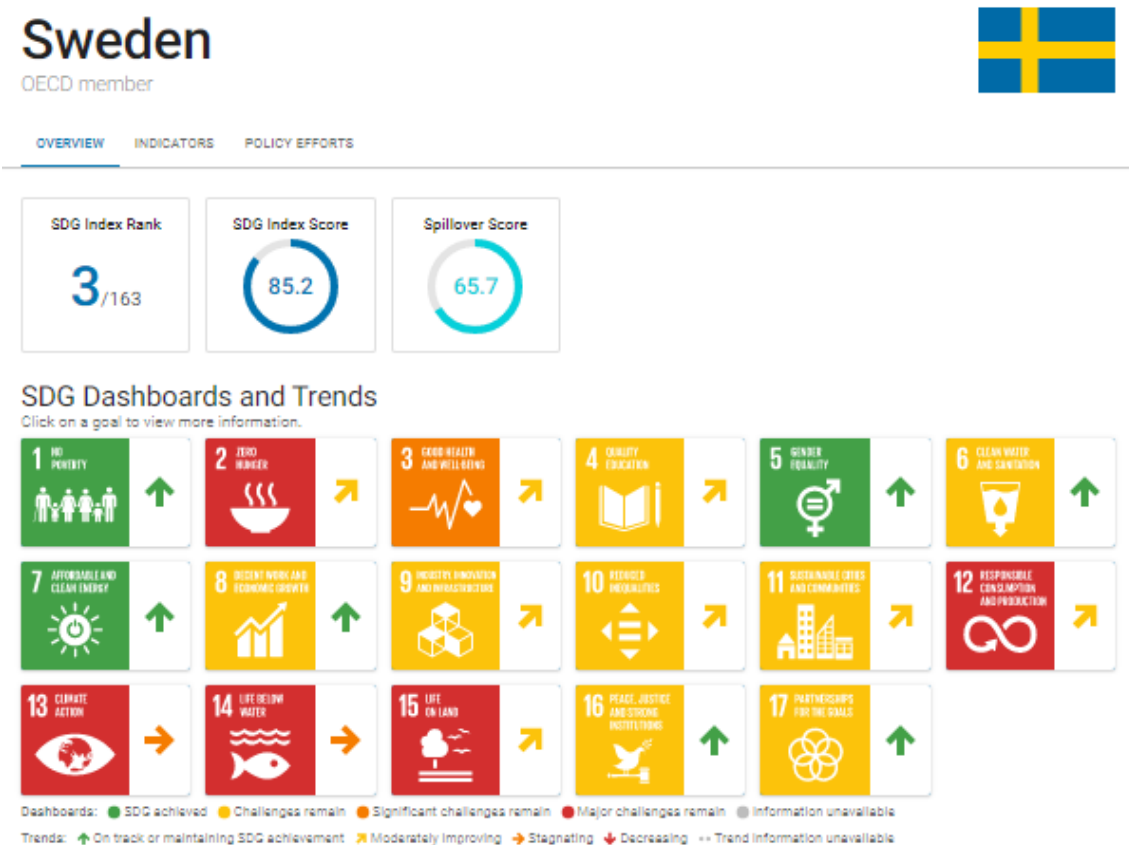 Sweden
OECD member
OVERVIEW INDICATORS POLICY EFFORTS
SDG Index Rank SDG Index Score Spillover Score
3/163 85.2 65.7
SDG Dashboards and Trends
Click on a goal to view more information.
1 NO POVERTY
2 ZERO HUNGER
3 GOOD HEALTH AND WELL-BEING
4 QUALITY EDUCATION
5 GENDER EQUALITY
6 CLEAN WATER AND SANITATION
7 AFFORDABLE AND CLEAN ENERGY
8 DECENT WORK AND ECONOMIC GROWTH
9 INDUSTRY, INNOVATION AND INFRASTRUCTURE
10 REDUCED INEQUALITIES
11 SUSTAINABLE CITIES AND COMMUNITIES
12 RESPONSIBLE CONSUMPTION AND PRODUCTION
13 CLIMATE ACTION
14 LIFE BELOW WATER
15 LIFE ON LAND
16 PEACE, JUSTICE AND STRONG INSTITUTIONS
17 PARTNERSHIPS FOR THE GOALS
Dashboards: SDG achieved Challenges remain Significant challenges remain Major challenges remain Information unavailable
Trends: On track or maintaining SDG achievement Moderately improving Stagnating Decreasing •• Trend information unavailable